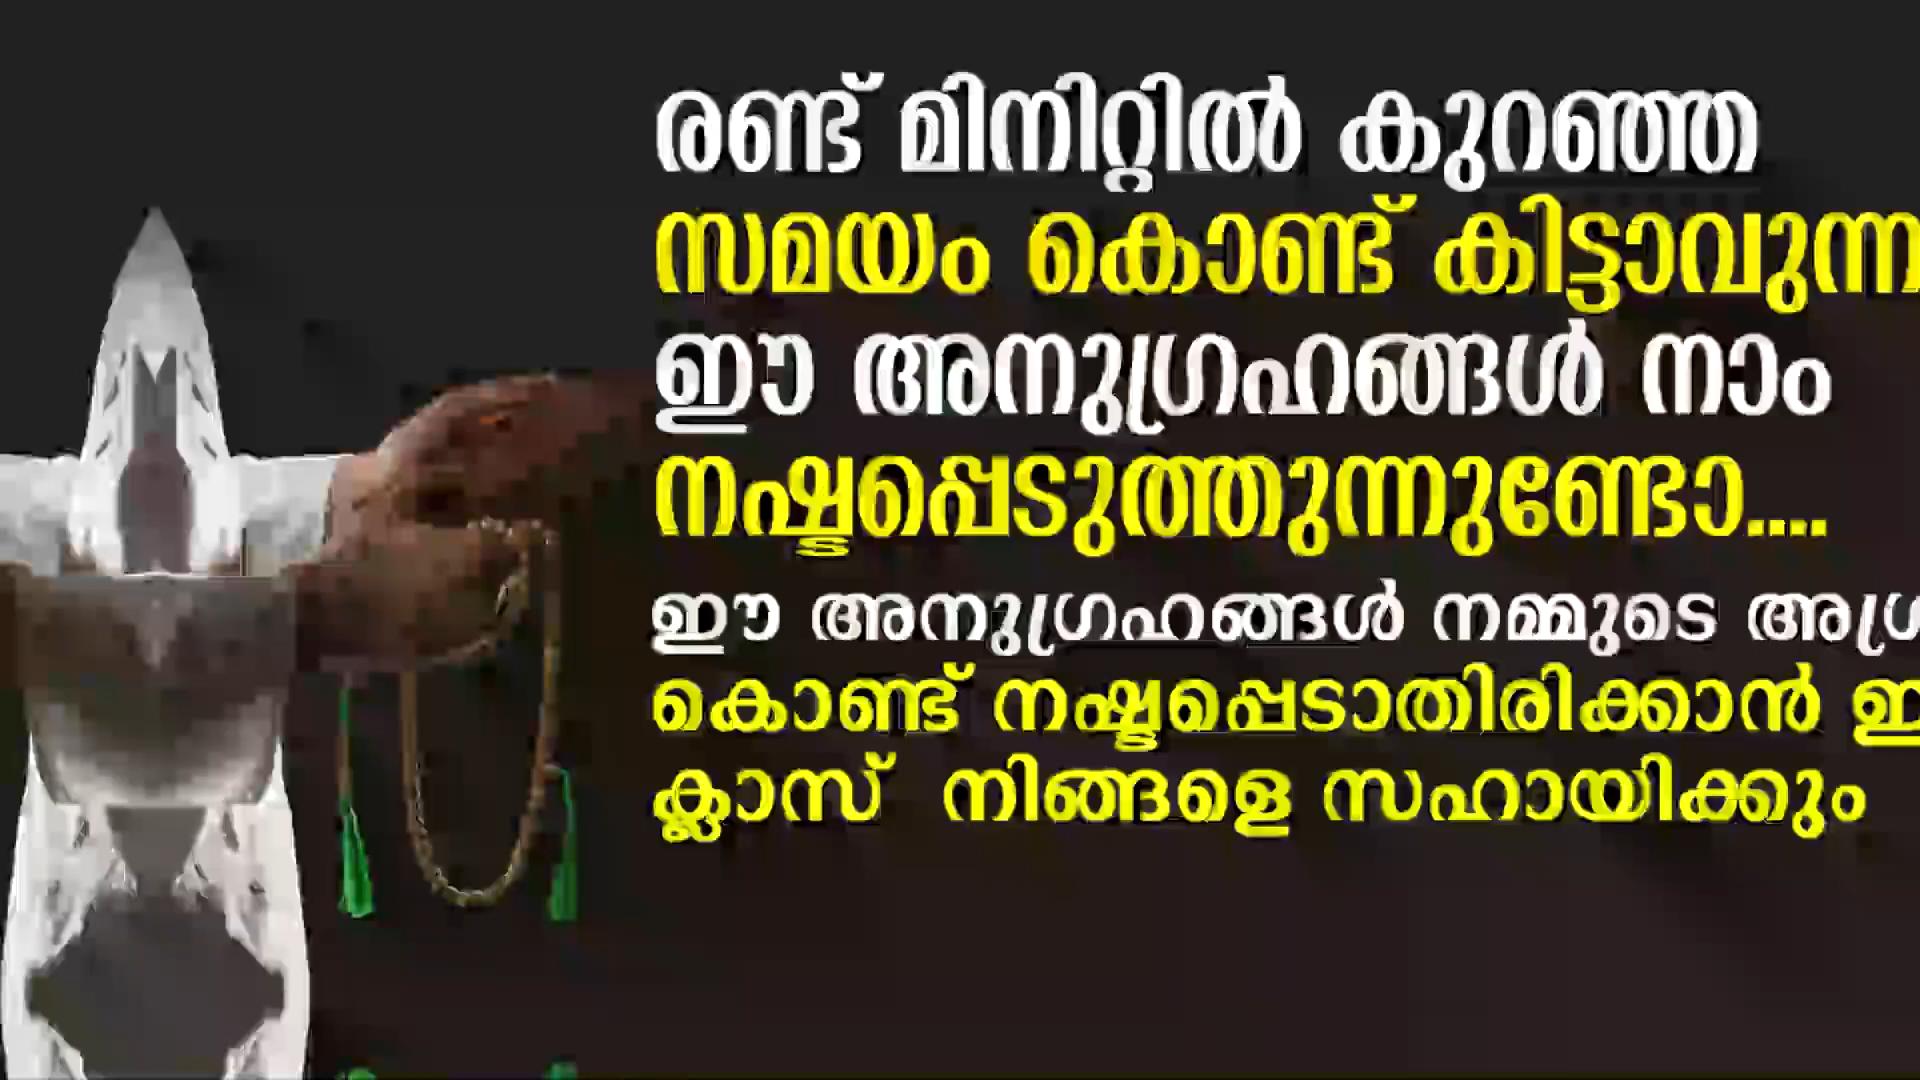 രണ്ട് മിനിറ്റിൽ കുറഞ്ഞ
സമയം കൊണ്ട് കിട്ടാവുന്ന
ഈ അനുഗ്രഹങ്ങൾ നാം
നഷ്ടപ്പെടുത്തുന്നുണ്ടോ....
ഈ അനുഗ്രഹങ്ങൾ നമ്മുടെ
കൊണ്ട് നഷ്ടപ്പെടാതിരിക്കാൻ
ക്ലാസ് നിങ്ങളെ സഹായിക്കും